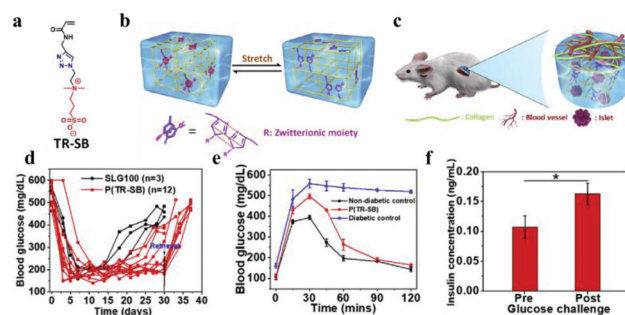 a
HN
O
N
N=N
N
⊕
O=S=O
O⊖
TR-SB
b
Stretch
=
R: Zwitterionic moiety
c
: Collagen
: Blood vessel
: Islet
d
Blood glucose (mg/dL)
600
500
400
300
200
100
SLG100 (n=3)
P(TR-SB) (n=12)
Retrieved
0 5 10 15 20 25 30 35 40
Time (days)
e
Blood glucose (mg/dL)
500
400
300
200
100
Non-diabetic control
P(TR-SB)
Diabetic control
0 15 30 45 60 90 120
Time (mins)
f
Insulin concentration (ng/mL)
0.20
0.15
0.10
0.05
0.00
*
Pre Post
Glucose challenge